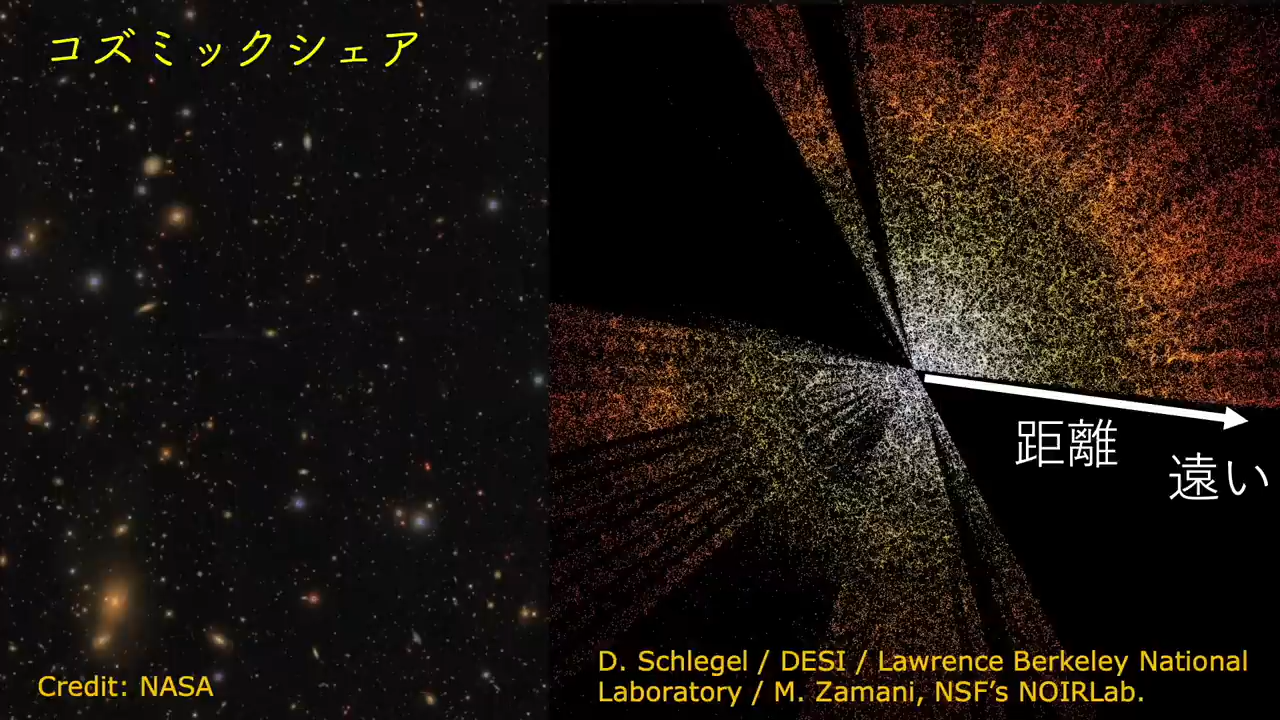 コズミックシェア
距離
遠い
Credit: NASA
D. Schlegel / DESI / Lawrence Berkeley National
Laboratory / M. Zamani, NSF’s NOIRLab.